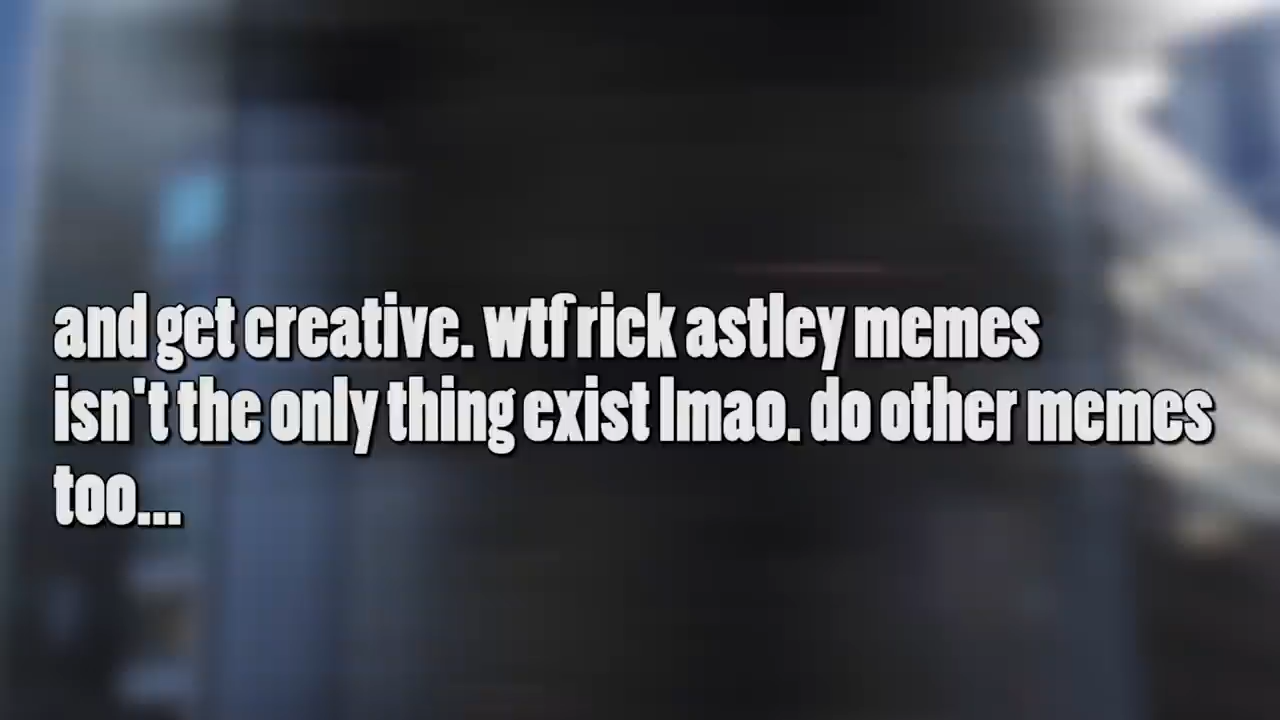 and get creative. wtf rick astley memes
isn't the only thing exist lmao. do other memes
too...